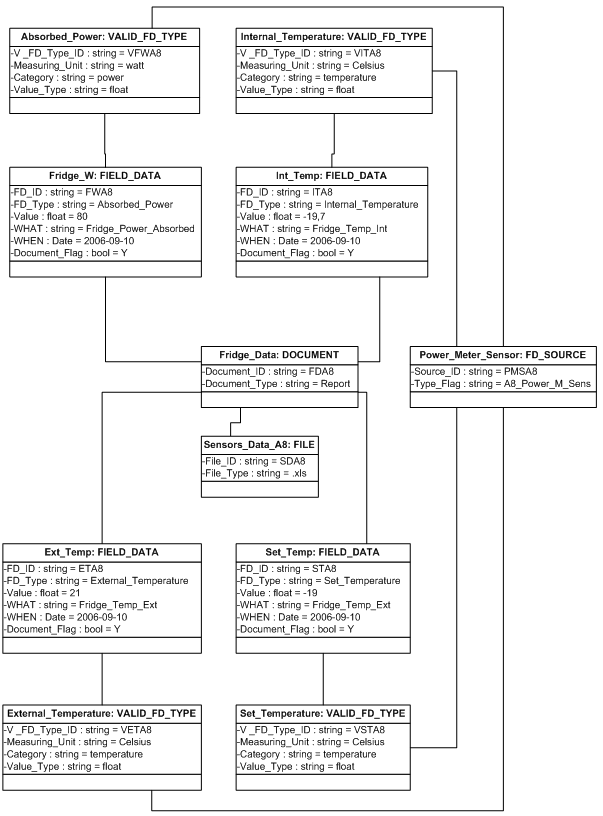 Absorbed_Power: VALID_FD_TYPE
-V _FD_Type_ID : string = VFWA8
-Measuring_Unit : string = watt
-Category : string = power
-Value_Type : string = float
Internal_Temperature: VALID_FD_TYPE
-V _FD_Type_ID : string = VITA8
-Measuring_Unit : string = Celsius
-Category : string = temperature
-Value_Type : string = float
Fridge_W: FIELD_DATA
-FD_ID : string = FWA8
-FD_Type : string = Absorbed_Power
-Value : float = 80
-WHAT : string = Fridge_Power_Absorbed
-WHEN : Date = 2006-09-10
-Document_Flag : bool = Y
Int_Temp: FIELD_DATA
-FD_ID : string = ITA8
-FD_Type : string = Internal_Temperature
-Value : float = -19,7
-WHAT : string = Fridge_Temp_Int
-WHEN : Date = 2006-09-10
-Document_Flag : bool = Y
Fridge_Data: DOCUMENT
-Document_ID : string = FDA8
-Document_Type : string = Report
Power_Meter_Sensor: FD_SOURCE
-Source_ID : string = PMSA8
-Type_Flag : string = A8_Power_M_Sens
Sensors_Data_A8: FILE
-File_ID : string = SDA8
-File_Type : string = .xls
Ext_Temp: FIELD_DATA
-FD_ID : string = ETA8
-FD_Type : string = External_Temperature
-Value : float = 21
-WHAT : string = Fridge_Temp_Ext
-WHEN : Date = 2006-09-10
-Document_Flag : bool = Y
Set_Temp: FIELD_DATA
-FD_ID : string = STA8
-FD_Type : string = Set_Temperature
-Value : float = -19
-WHAT : string = Fridge_Temp_Ext
-WHEN : Date = 2006-09-10
-Document_Flag : bool = Y
External_Temperature: VALID_FD_TYPE
-V _FD_Type_ID : string = VETA8
-Measuring_Unit : string = Celsius
-Category : string = temperature
-Value_Type : string = float
Set_Temperature: VALID_FD_TYPE
-V _FD_Type_ID : string = VSTA8
-Measuring_Unit : string = Celsius
-Category : string = temperature
-Value_Type : string = float